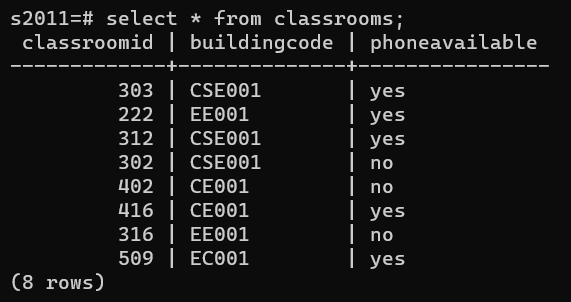 s2011=# select * from classrooms;
 classroomid | buildingcode | phoneavailable
-------------+--------------+----------------
         303 | CSE001       | yes
         222 | EE001        | yes
         312 | CSE001       | yes
         302 | CSE001       | no
         402 | CE001        | no
         416 | CE001        | yes
         316 | EE001        | no
         509 | EC001        | yes
(8 rows)